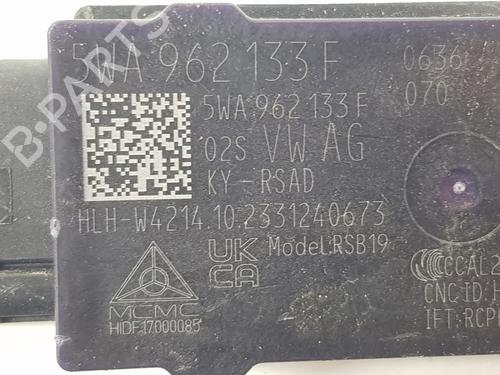 5WA 962 133 F
0636
070
5WA 962 133 F
02S VW AG
KY-RSAD
HLH-W4214.10.2331240673
UK
CA
Model:RSB19
MCMC
HIDF17000085
CCAL2
CNC ID: H
IFT: RCP
B-Parts